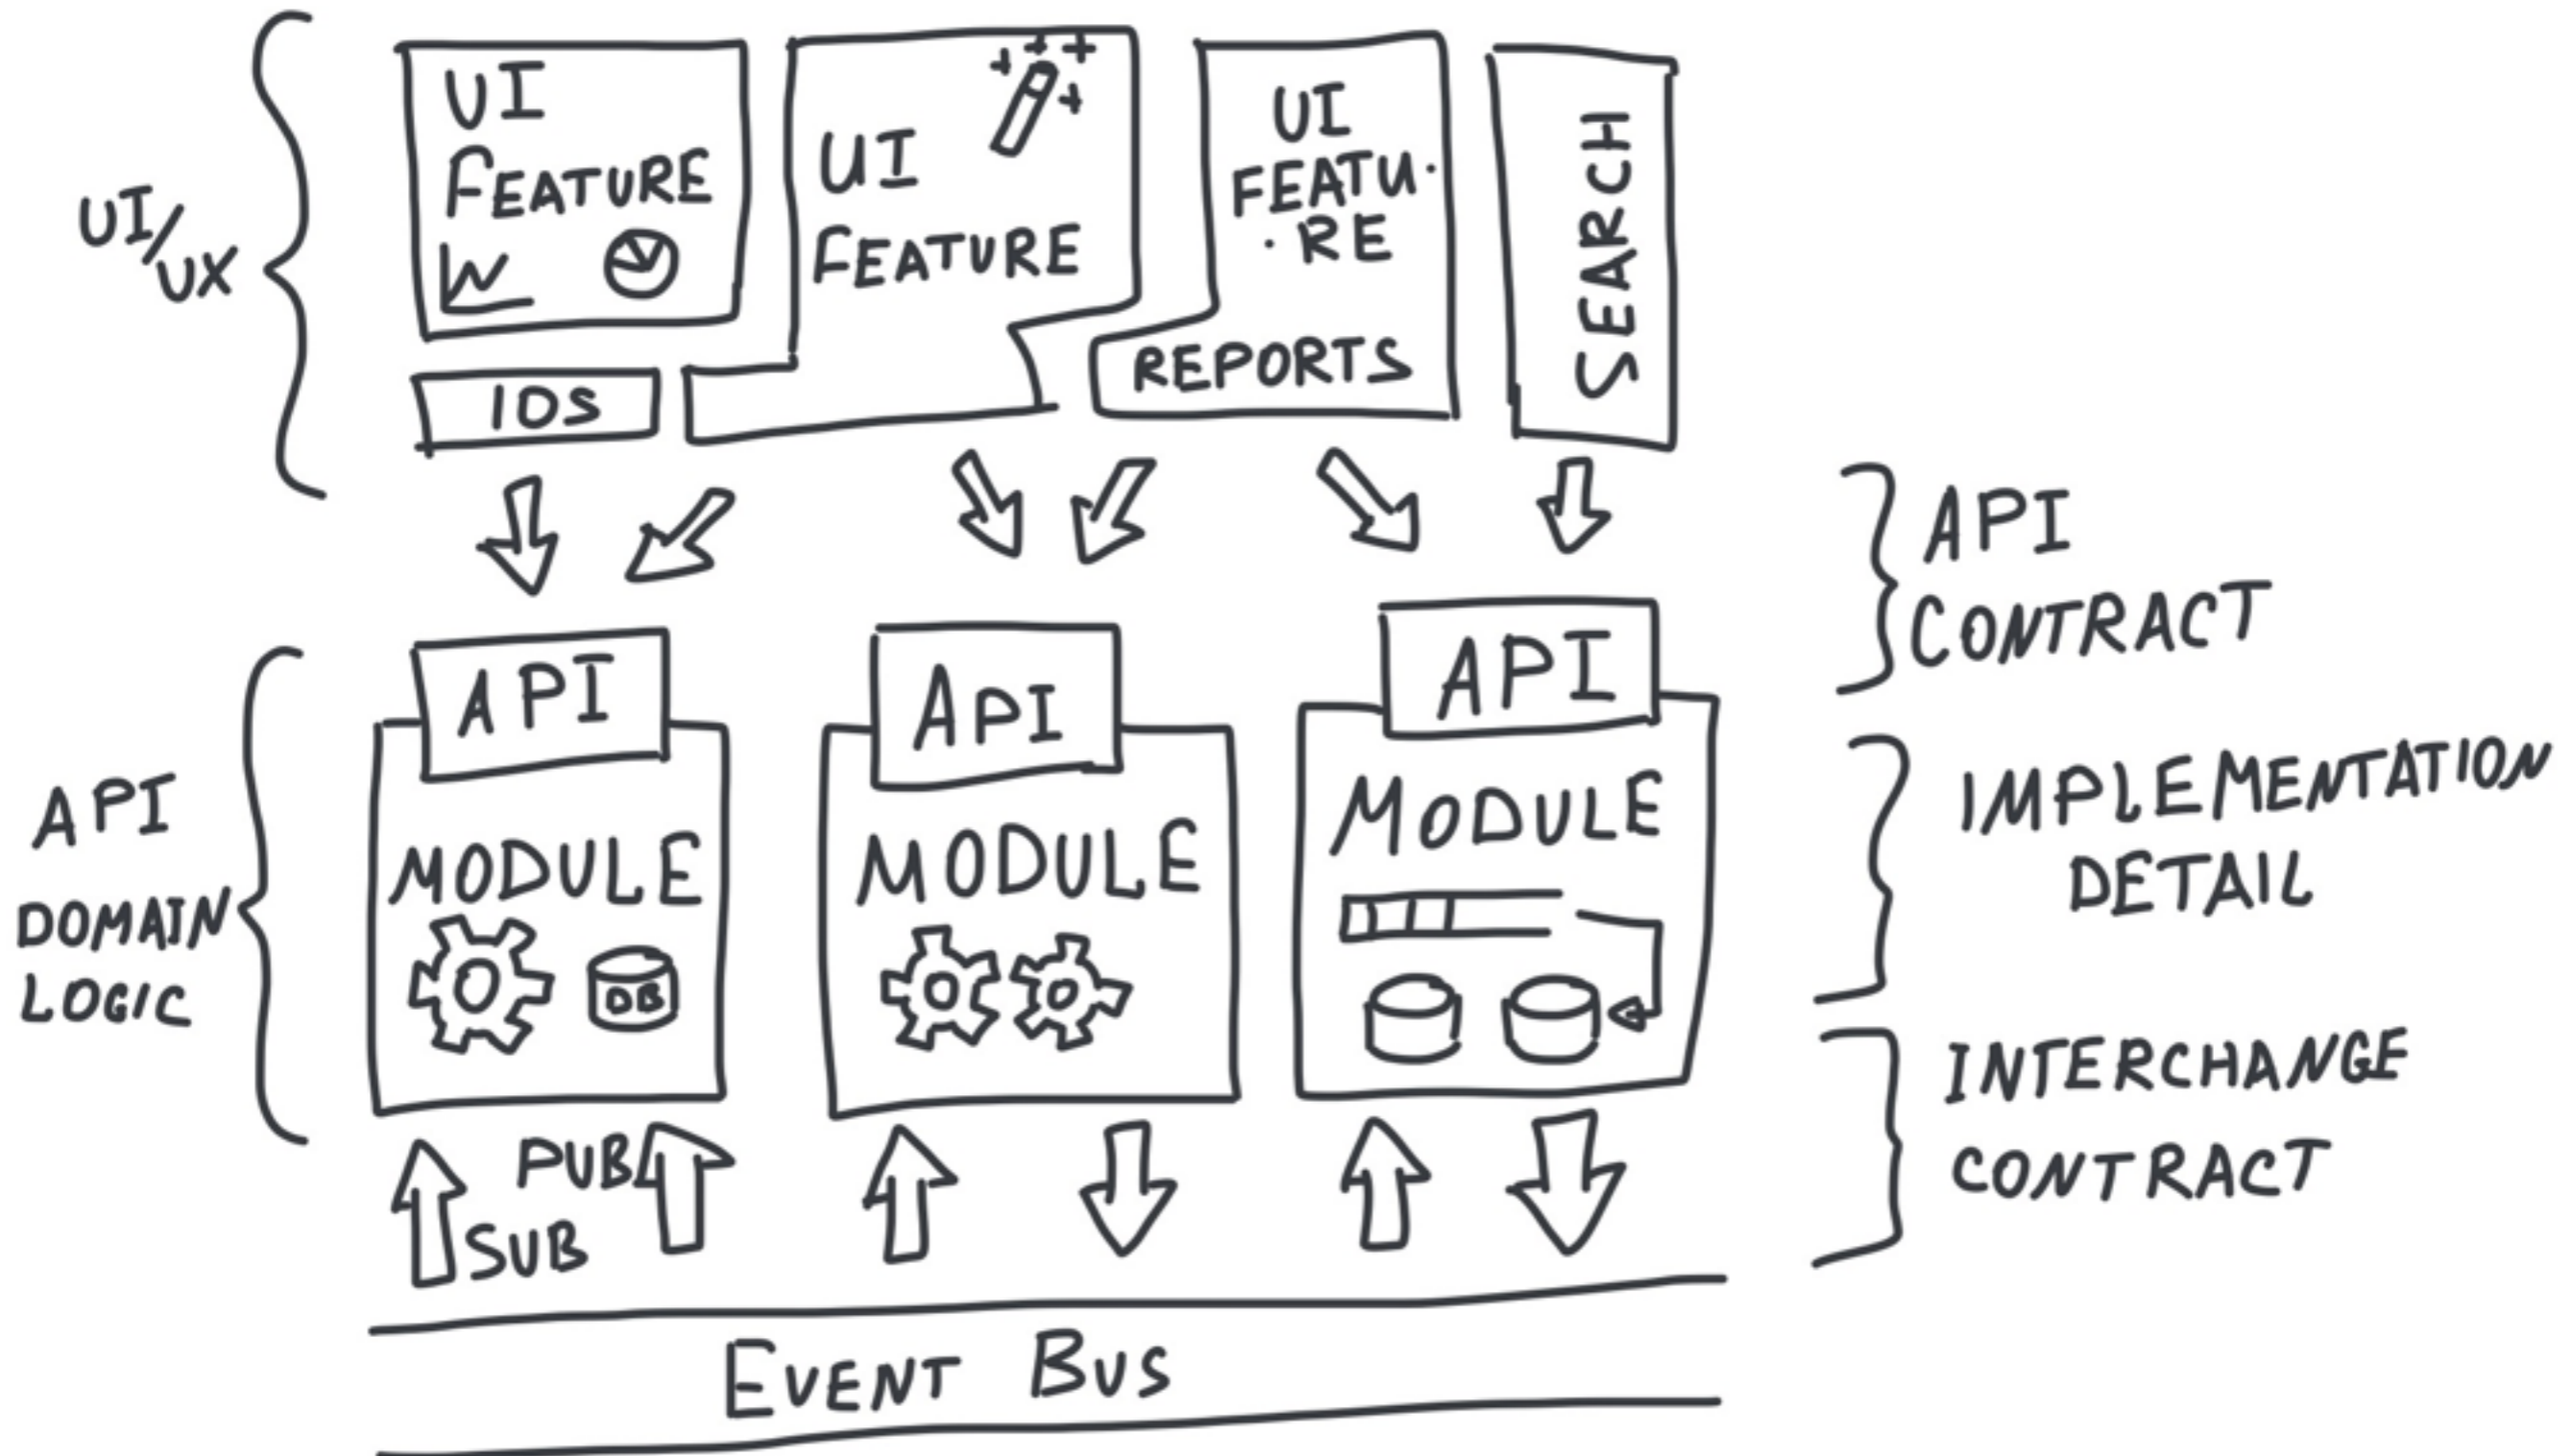 UI
FEATURE
IDS
UI
FEATURE
UI
FEATU.
.RE
REPORTS
SEARCH
UI/
UX
API
CONTRACT
API
MODULE
DB
API
MODULE
API
MODULE
API
DOMAIN
LOGIC
IMPLEMENTATION
DETAIL
PUB
SUB
INTERCHANGE
CONTRACT
EVENT BUS